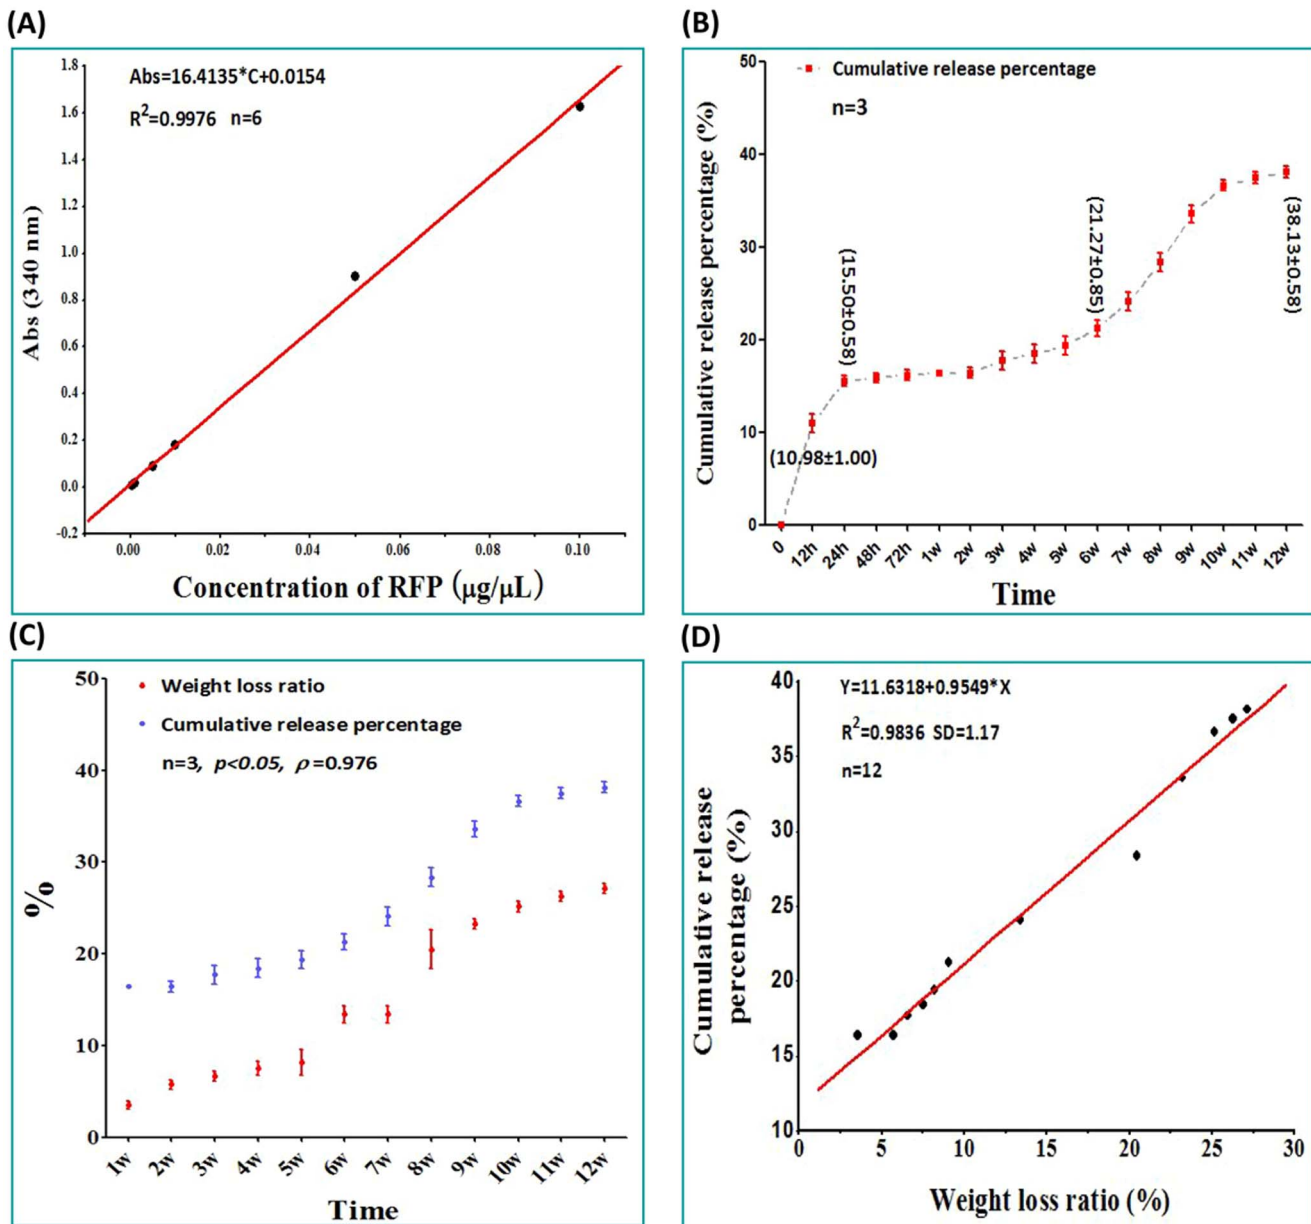 (A)
Abs=16.4135*C+0.0154
R²=0.9976 n=6
1.8
1.6
1.4
1.2
1.0
0.8
0.6
0.4
0.2
0.0
-0.2
Abs (340 nm)
0.00 0.02 0.04 0.06 0.08 0.10
Concentration of RFP (μg/μL)
(B)
Cumulative release percentage
n=3
50
40
30
20
10
0
Cumulative release percentage (%)
(10.98±1.00)
(15.50±0.58)
(21.27±0.85)
(38.13±0.58)
0 12h 24h 48h 72h 1w 2w 3w 4w 5w 6w 7w 8w 9w 10w 11w 12w
Time
(C)
Weight loss ratio
Cumulative release percentage
n=3, p<0.05, ρ=0.976
50
40
30
20
10
0
%
1w 2w 3w 4w 5w 6w 7w 8w 9w 10w 11w 12w
Time
(D)
Y=11.6318+0.9549*X
R²=0.9836 SD=1.17
n=12
40
35
30
25
20
15
10
Cumulative release
percentage (%)
0 5 10 15 20 25 30
Weight loss ratio (%)